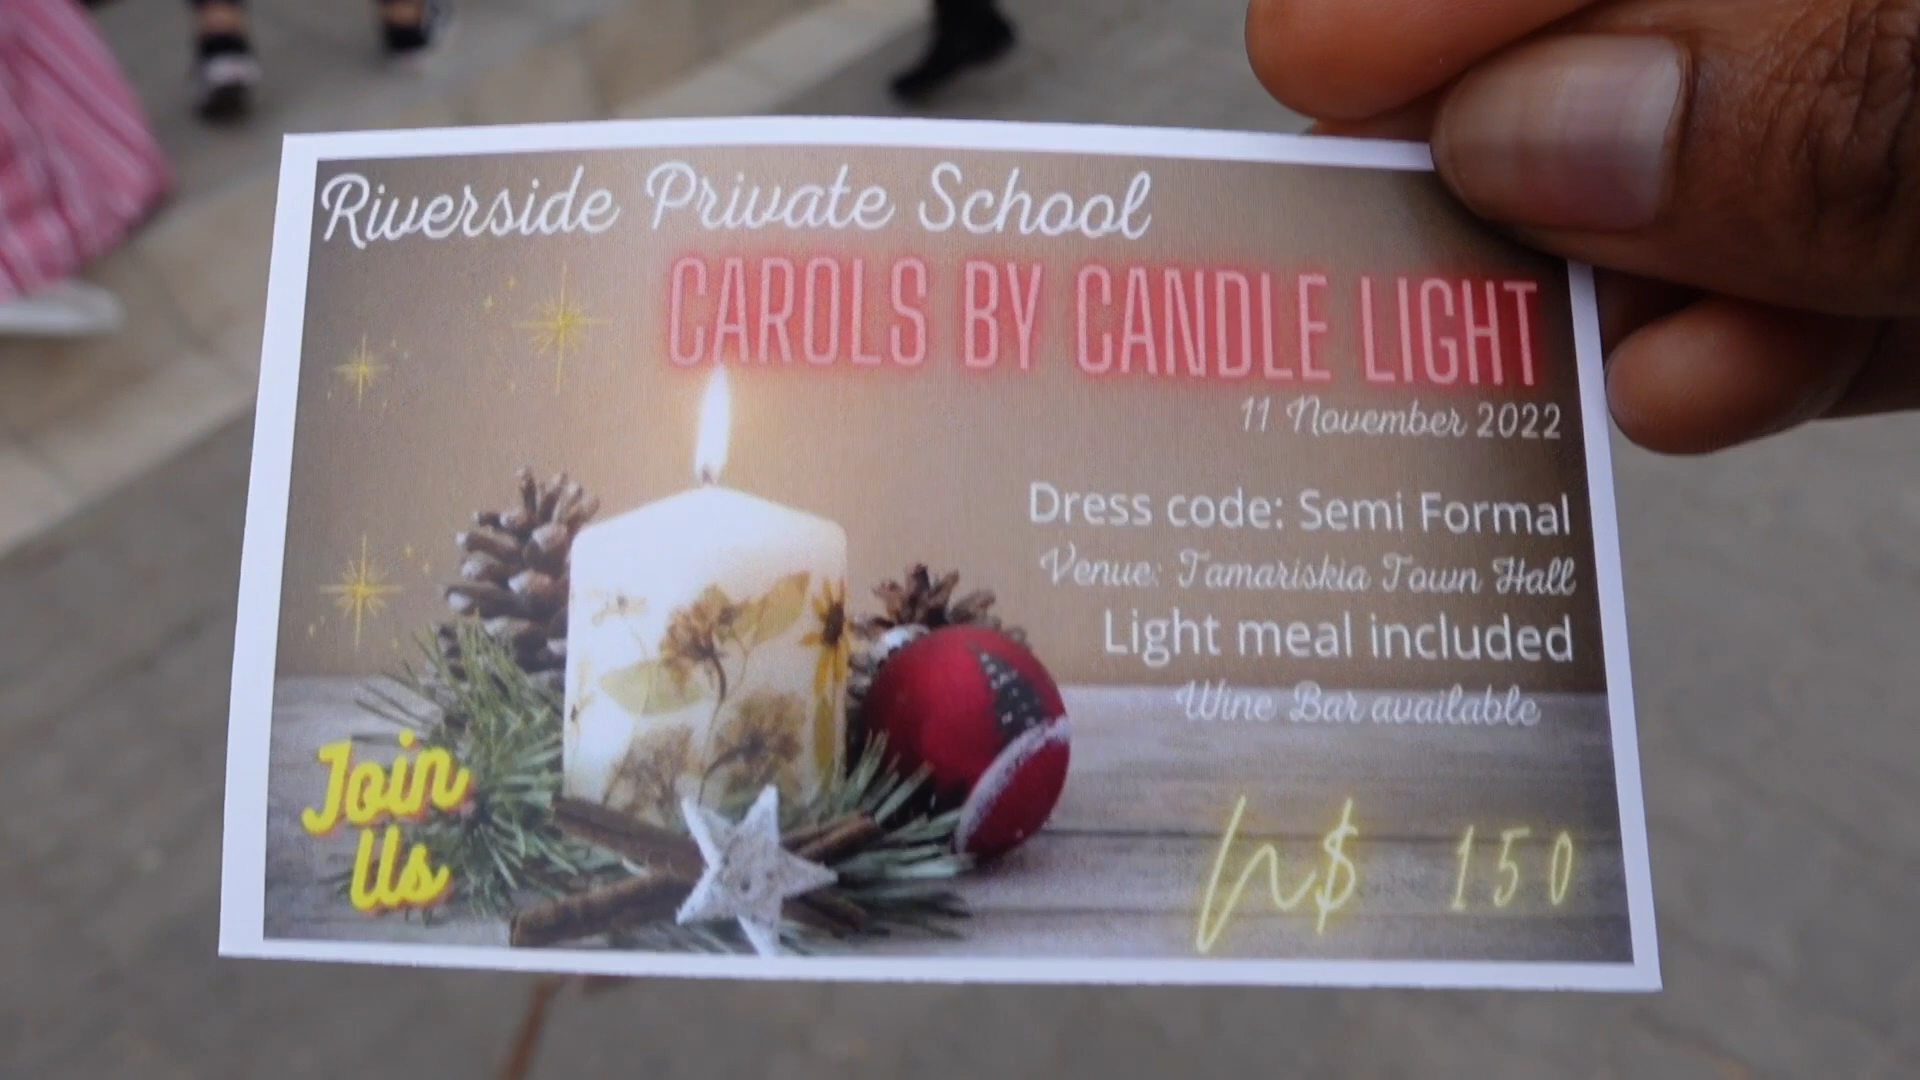 Riverside Private School
CAROLS BY CANDLE LIGHT
11 November 2022
Dress code: Semi Formal
Venue: Tamariskia Town Hall
Light meal included
Wine Bar available
Join
Us
N$ 150